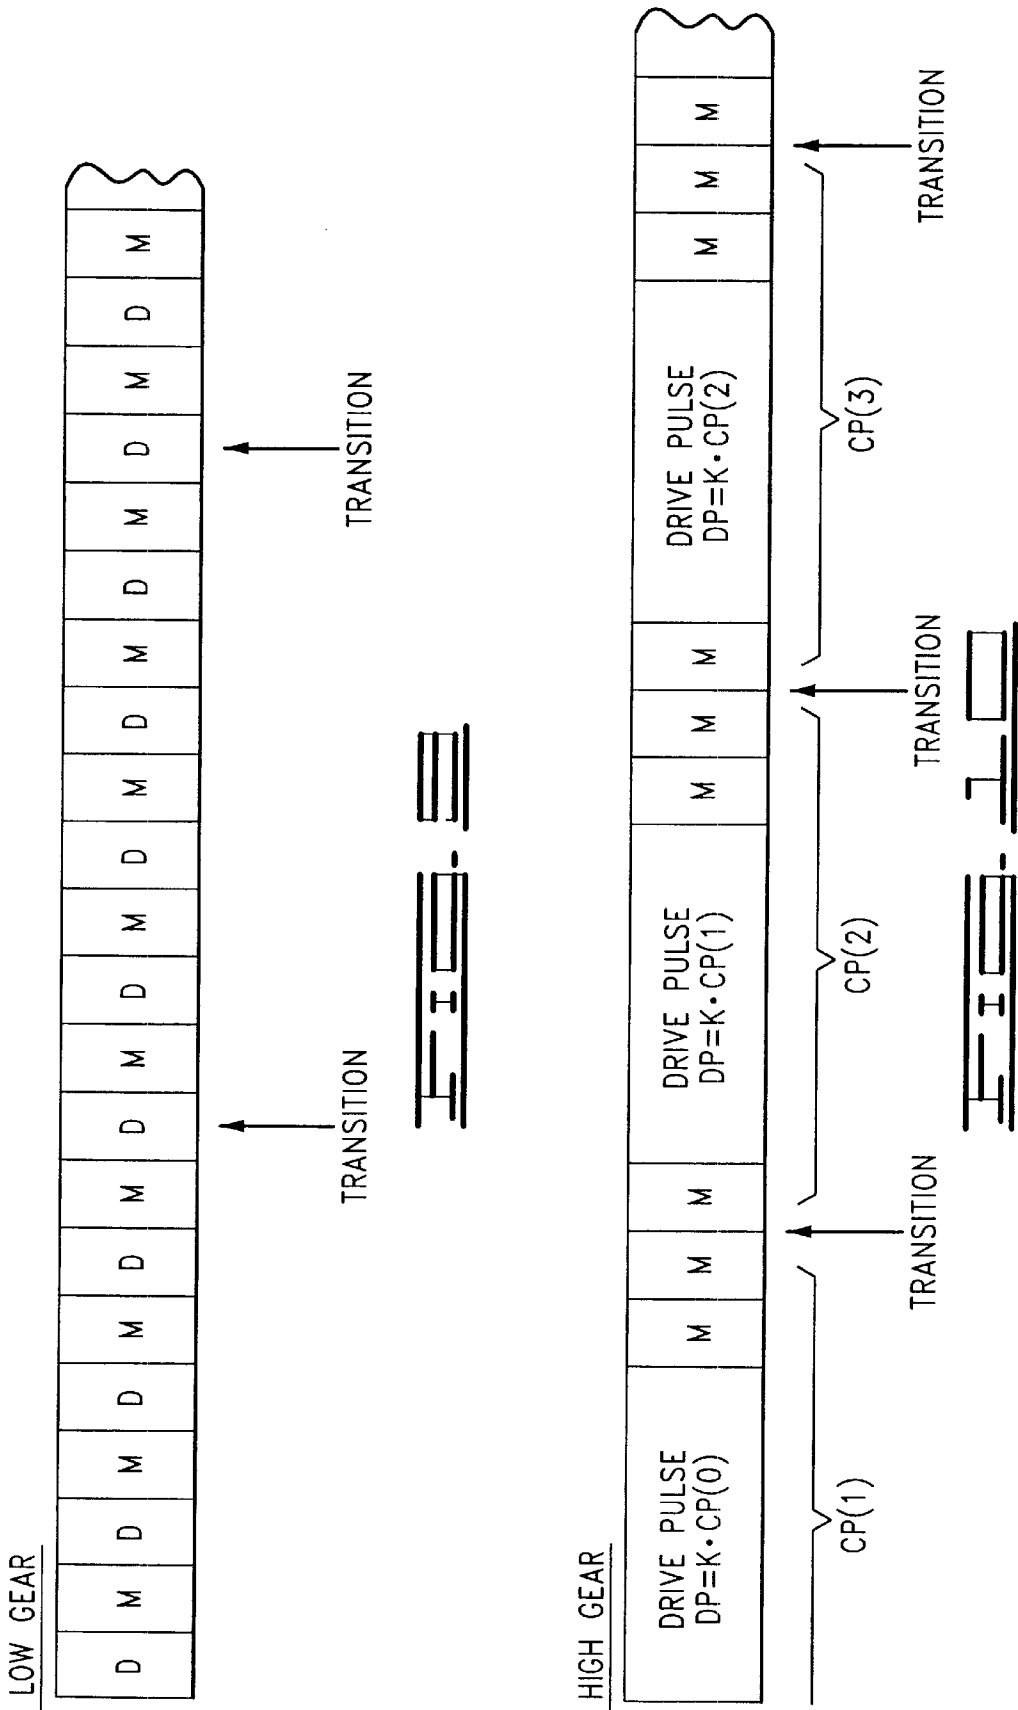 LOW GEAR
D M D M D M D M D M D M D M D M D M D M D M
TRANSITION TRANSITION
HIGH GEAR
DRIVE PULSE
DP=K·CP(0)
M M M
DRIVE PULSE
DP=K·CP(1)
M M M
DRIVE PULSE
DP=K·CP(2)
M M M
CP(1)
TRANSITION
CP(2)
TRANSITION
CP(3)
TRANSITION